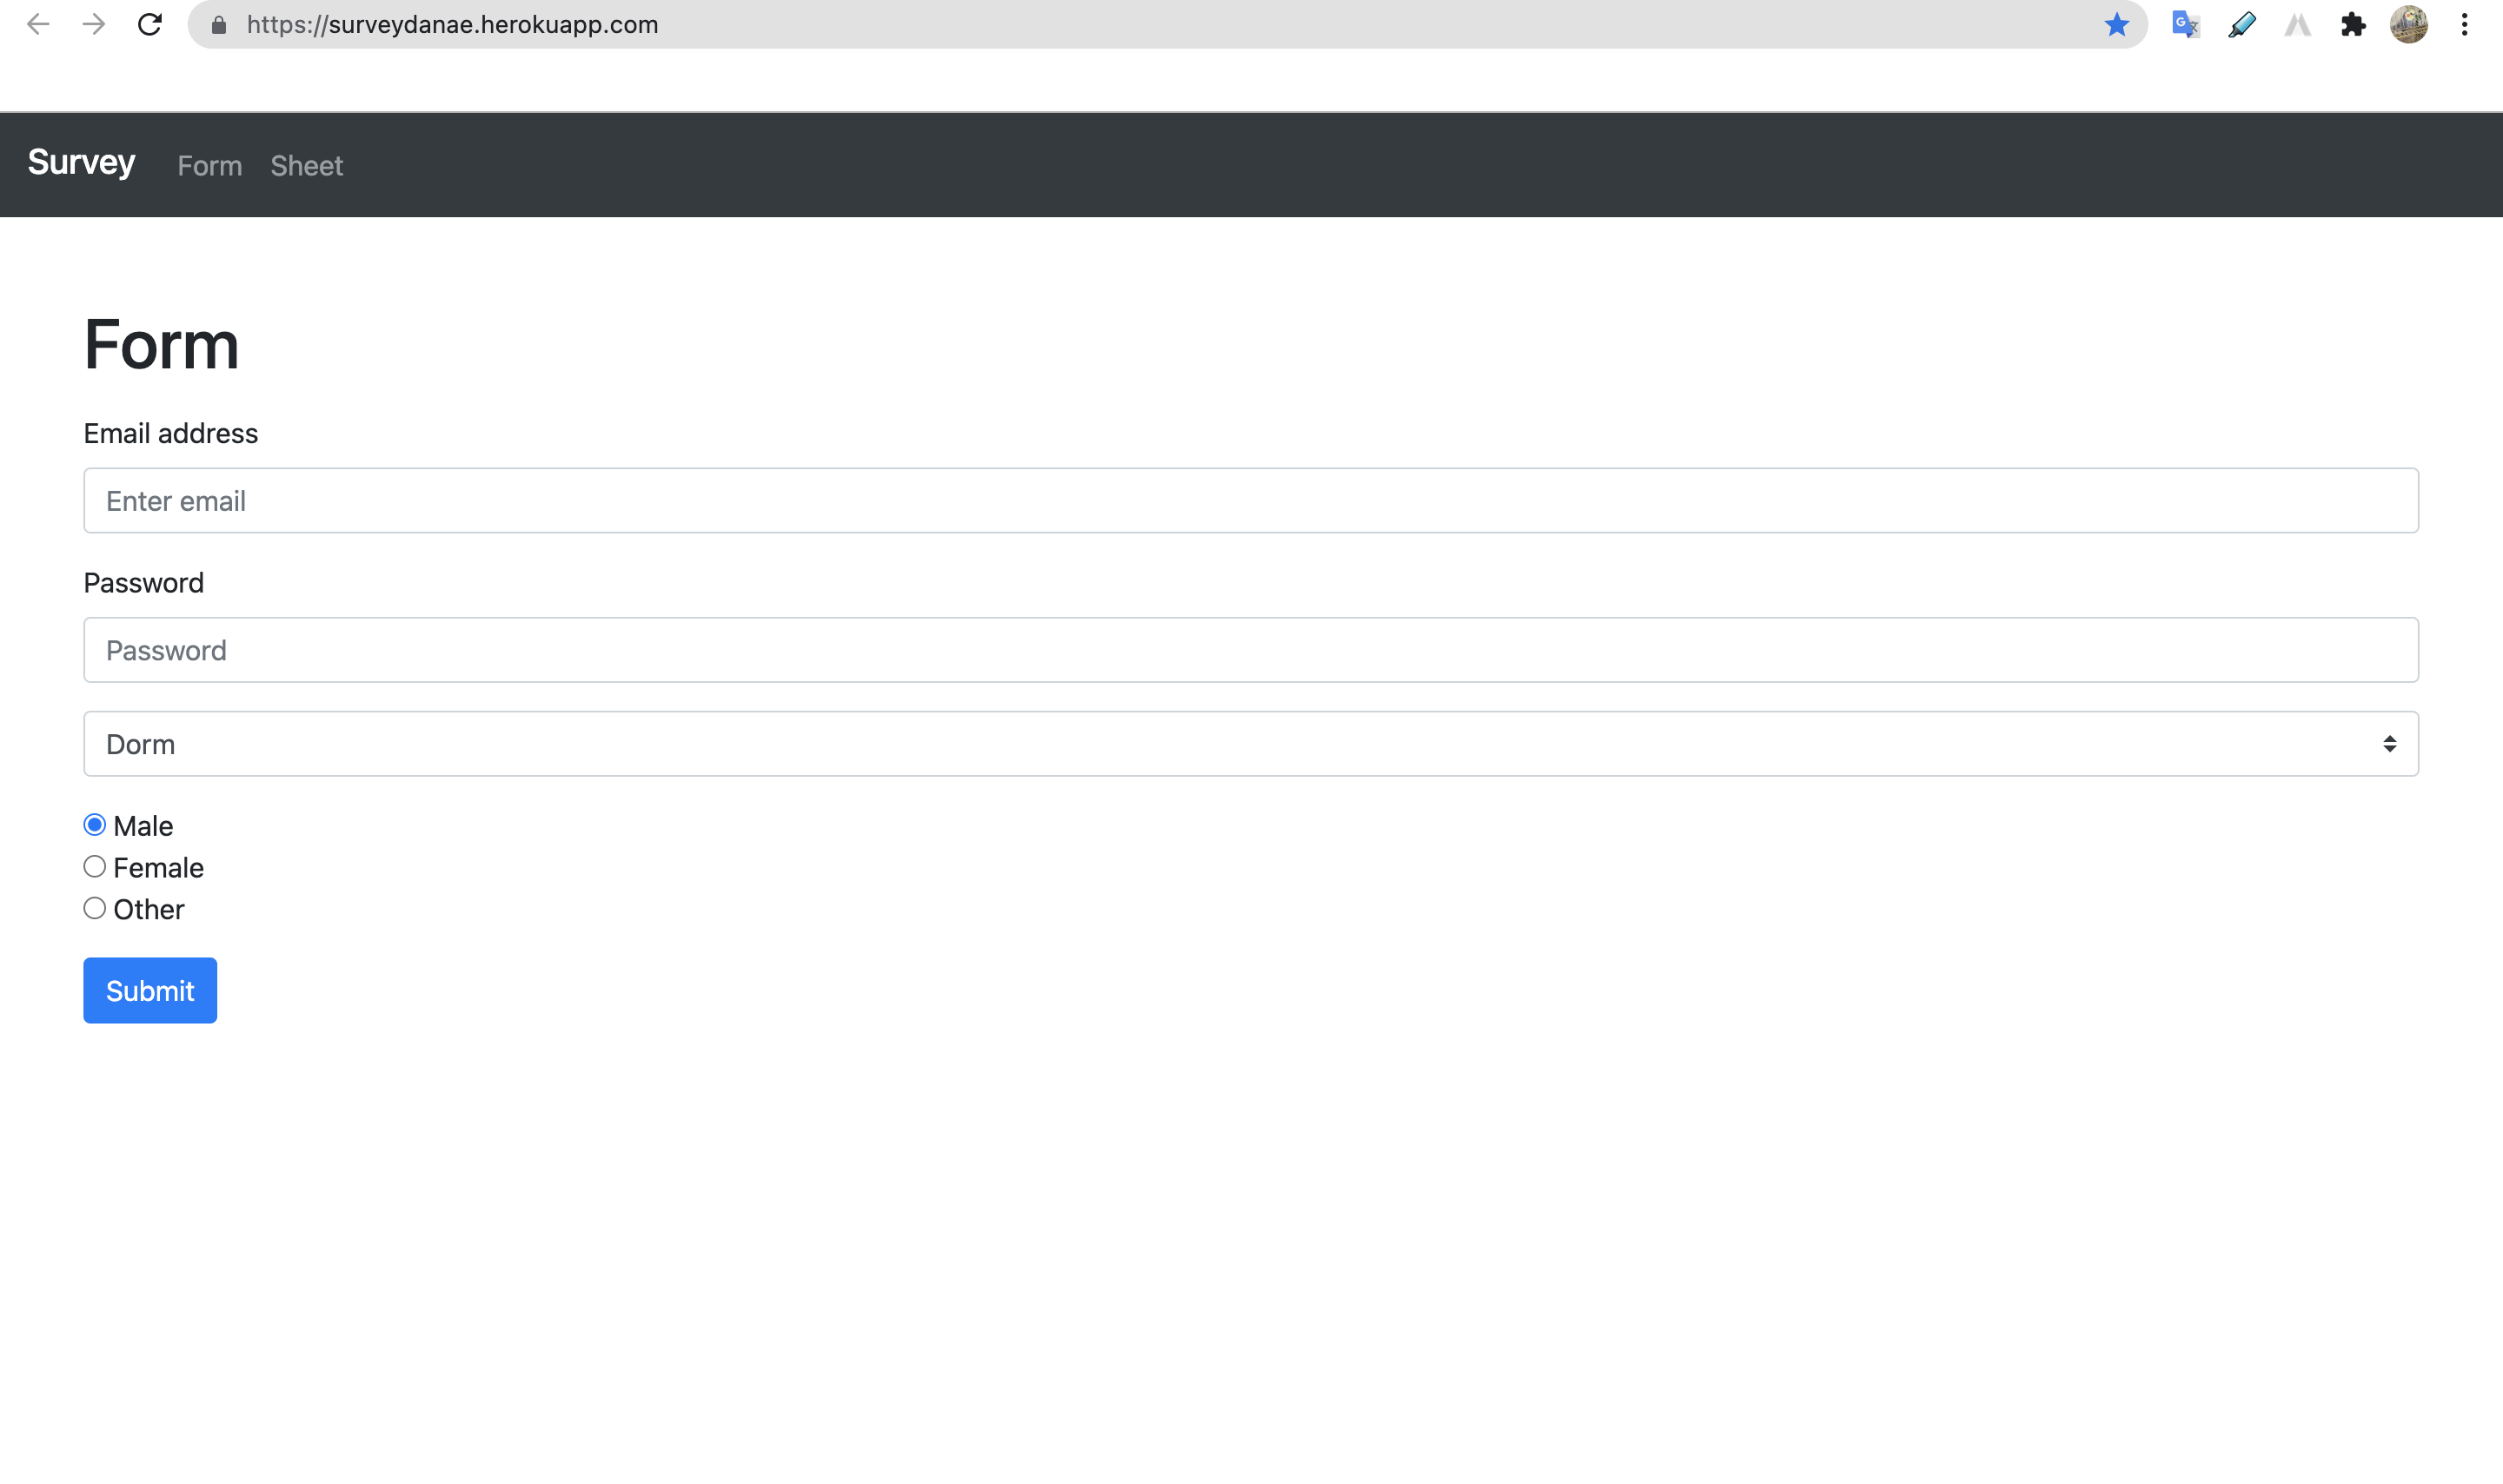 https://surveydanae.herokuapp.com
Survey Form Sheet
Form
Email address
Enter email
Password
Password
Dorm
Male
Female
Other
Submit